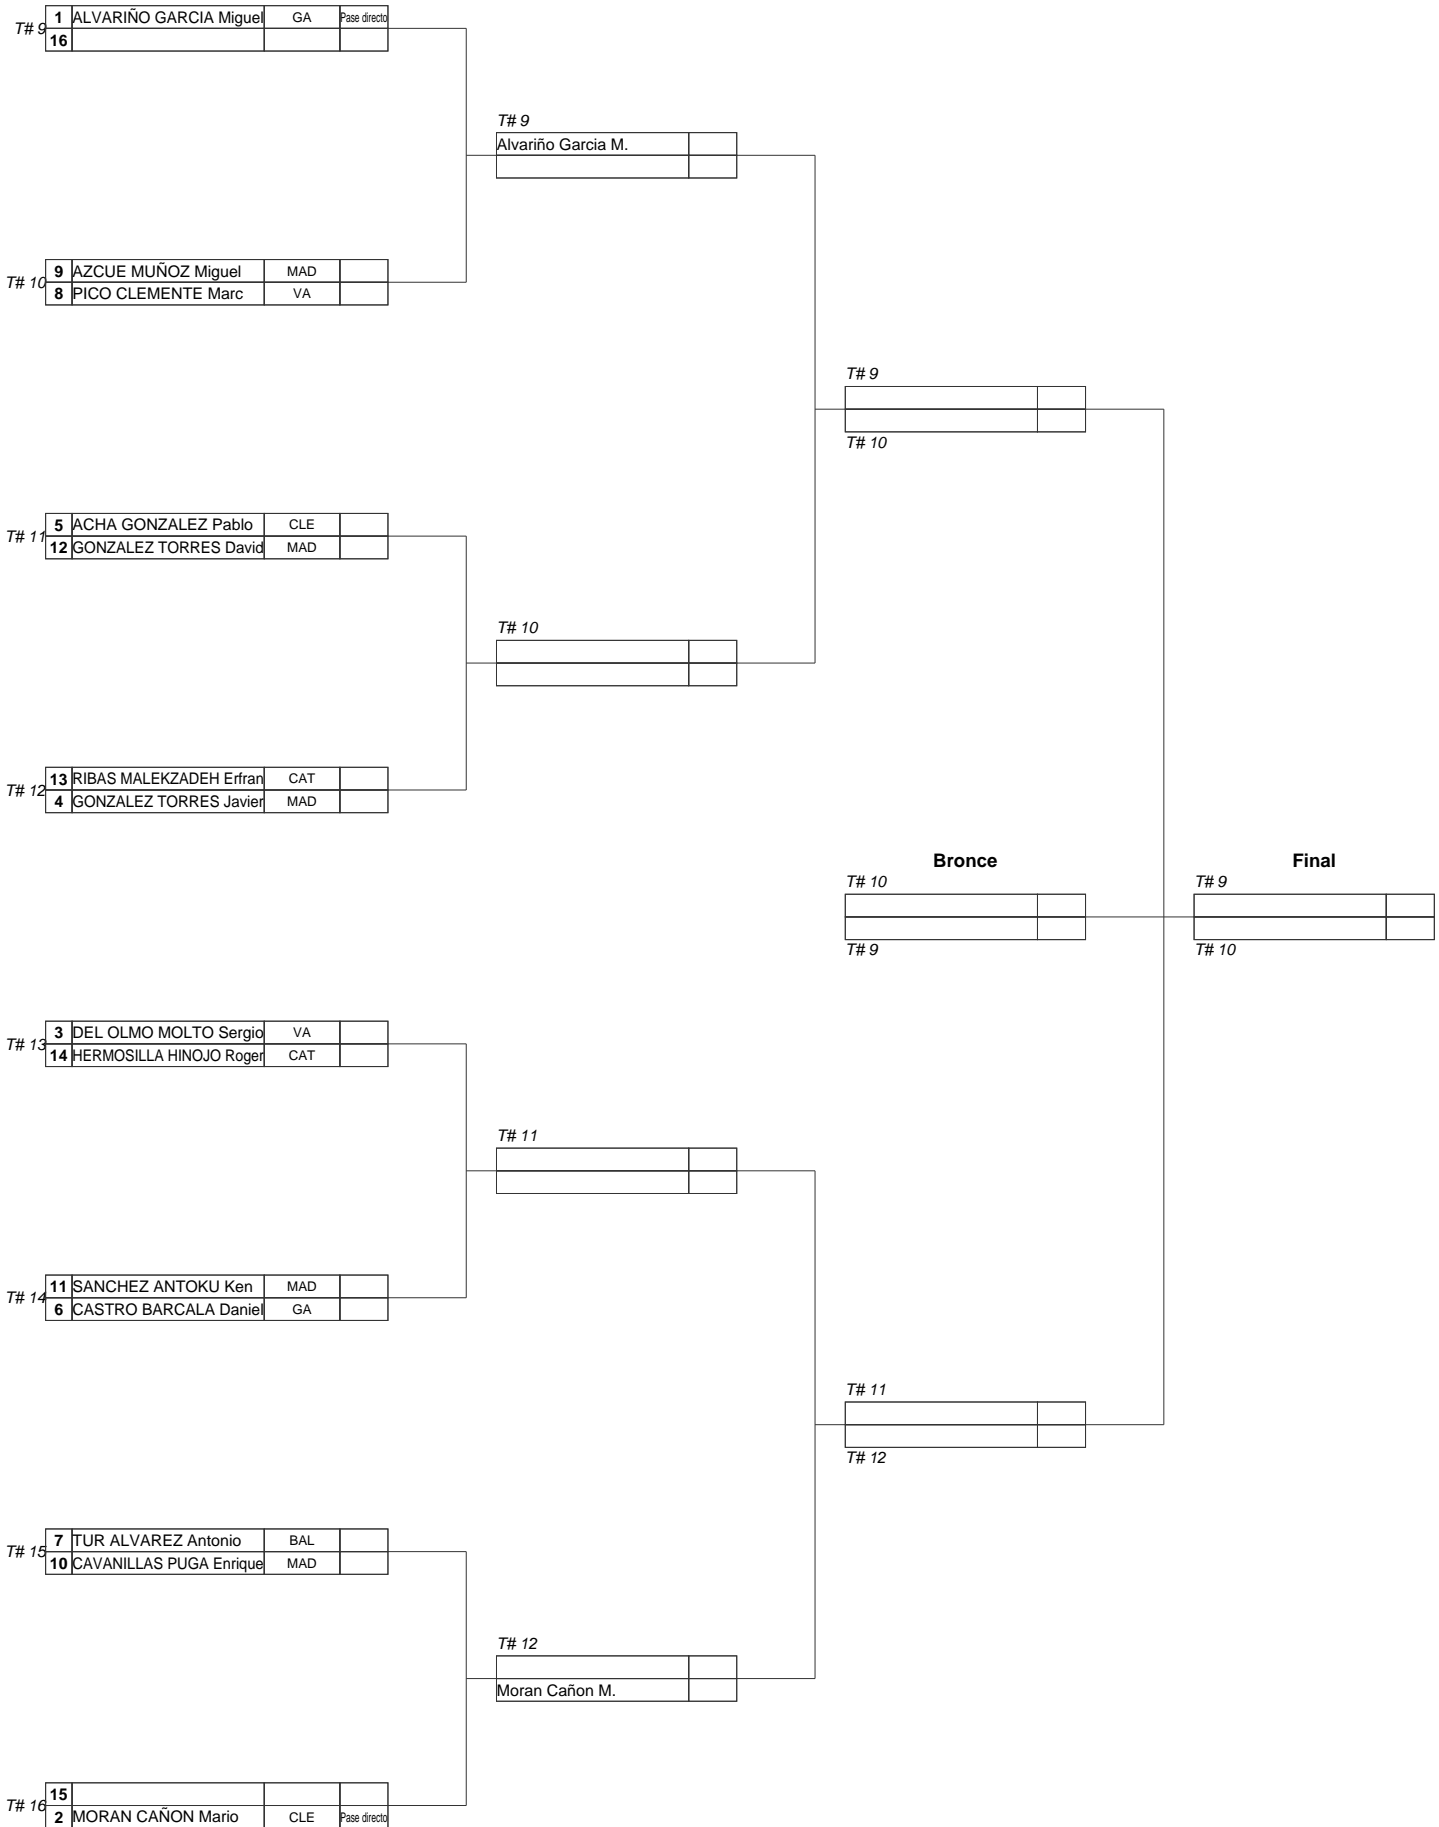 T# 9
1 ALVARIÑO GARCIA Miguel GA Pase directo
16
T# 9
Alvariño Garcia M.
T# 10
9 AZCUE MUÑOZ Miguel MAD
8 PICO CLEMENTE Marc VA
T# 9
T# 10
T# 11
5 ACHA GONZALEZ Pablo CLE
12 GONZALEZ TORRES David MAD
T# 10
T# 12
13 RIBAS MALEKZADEH Erfran CAT
4 GONZALEZ TORRES Javier MAD
Bronce
T# 10
T# 9
Final
T# 9
T# 10
T# 13
3 DEL OLMO MOLTO Sergio VA
14 HERMOSILLA HINOJO Roger CAT
T# 11
T# 14
11 SANCHEZ ANTOKU Ken MAD
6 CASTRO BARCALA Daniel GA
T# 11
T# 12
T# 15
7 TUR ALVAREZ Antonio BAL
10 CAVANILLAS PUGA Enrique MAD
T# 12
Moran Cañon M.
T# 16
15
2 MORAN CAÑON Mario CLE Pase directo